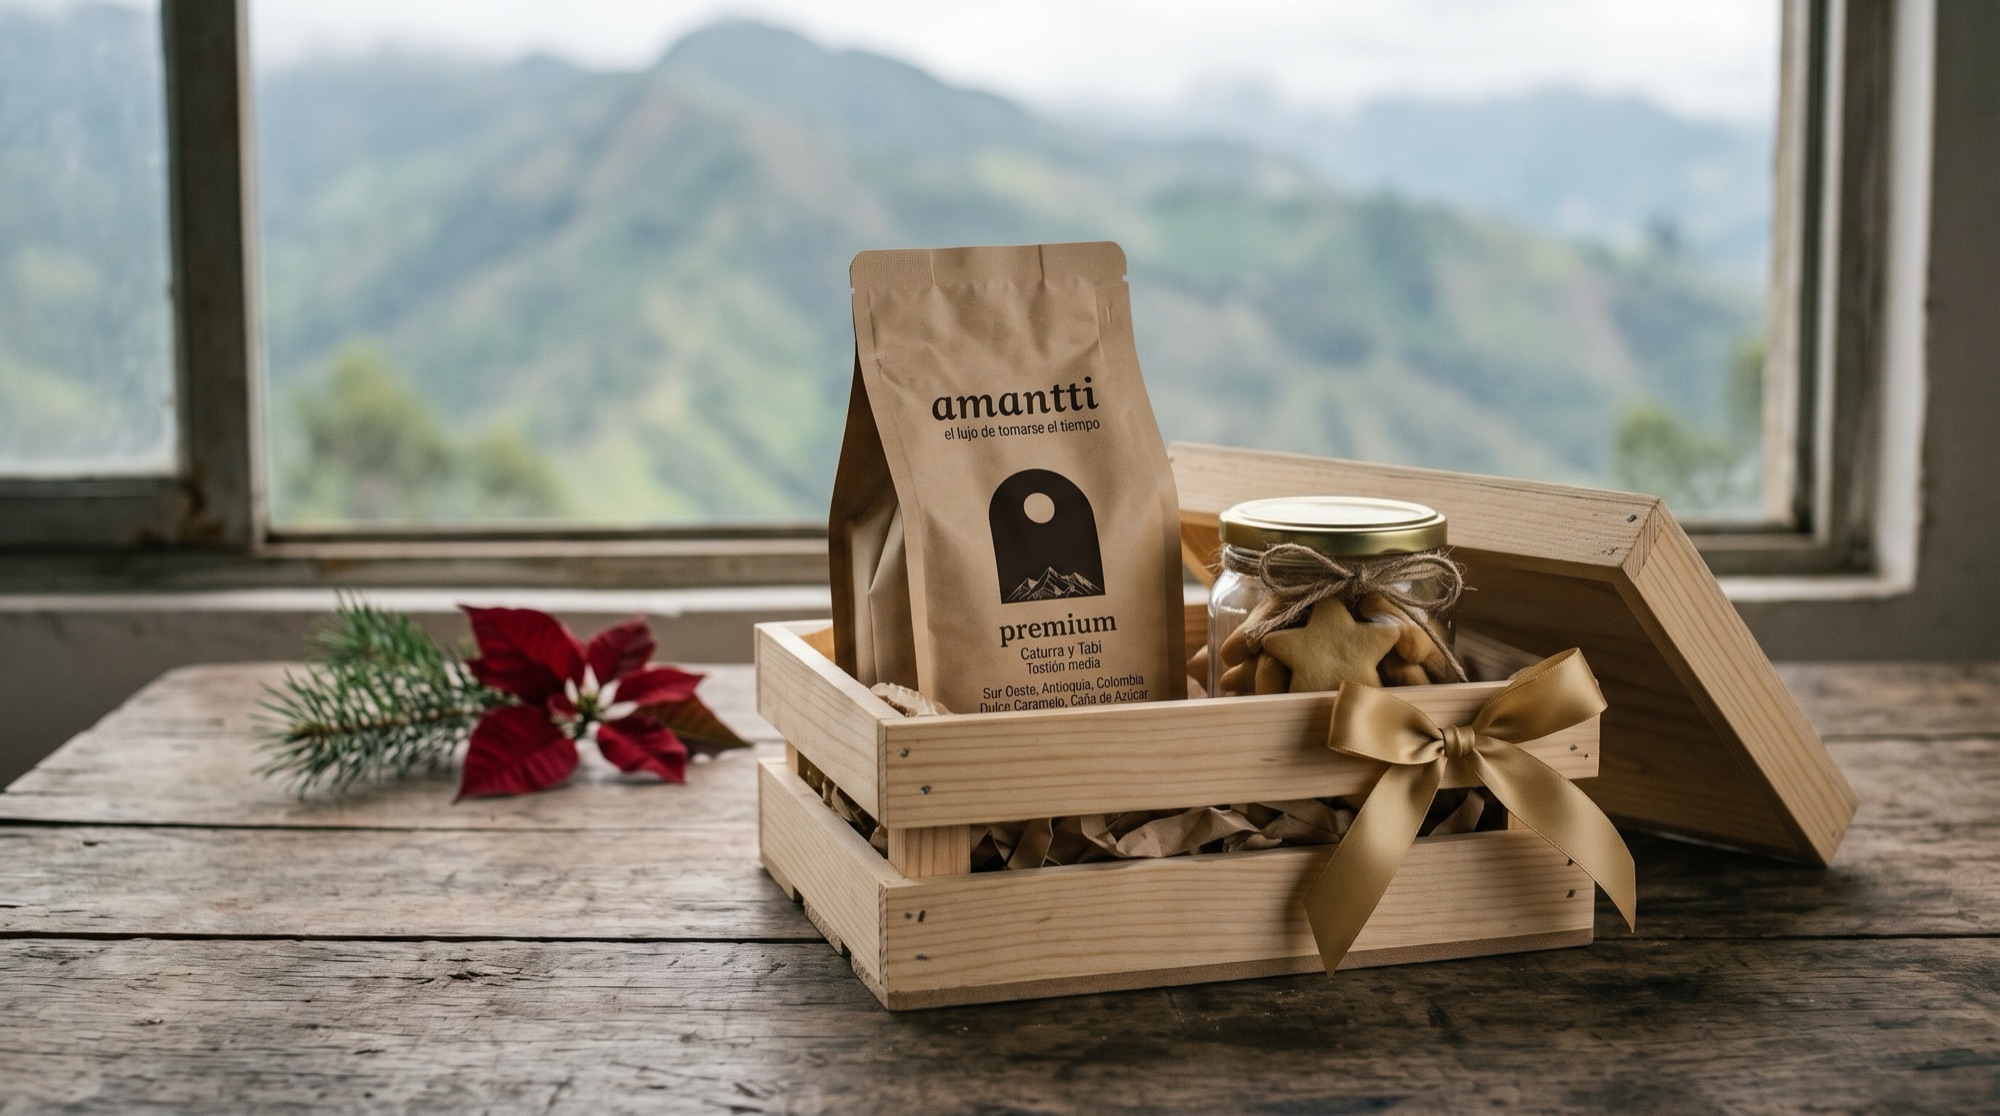 amantti
el lujo de tomarse el tiempo
premium
Caturra y Tabi
Tostión media
Sur Oeste, Antioquia, Colombia
Dulce Caramelo, Caña de Azúcar